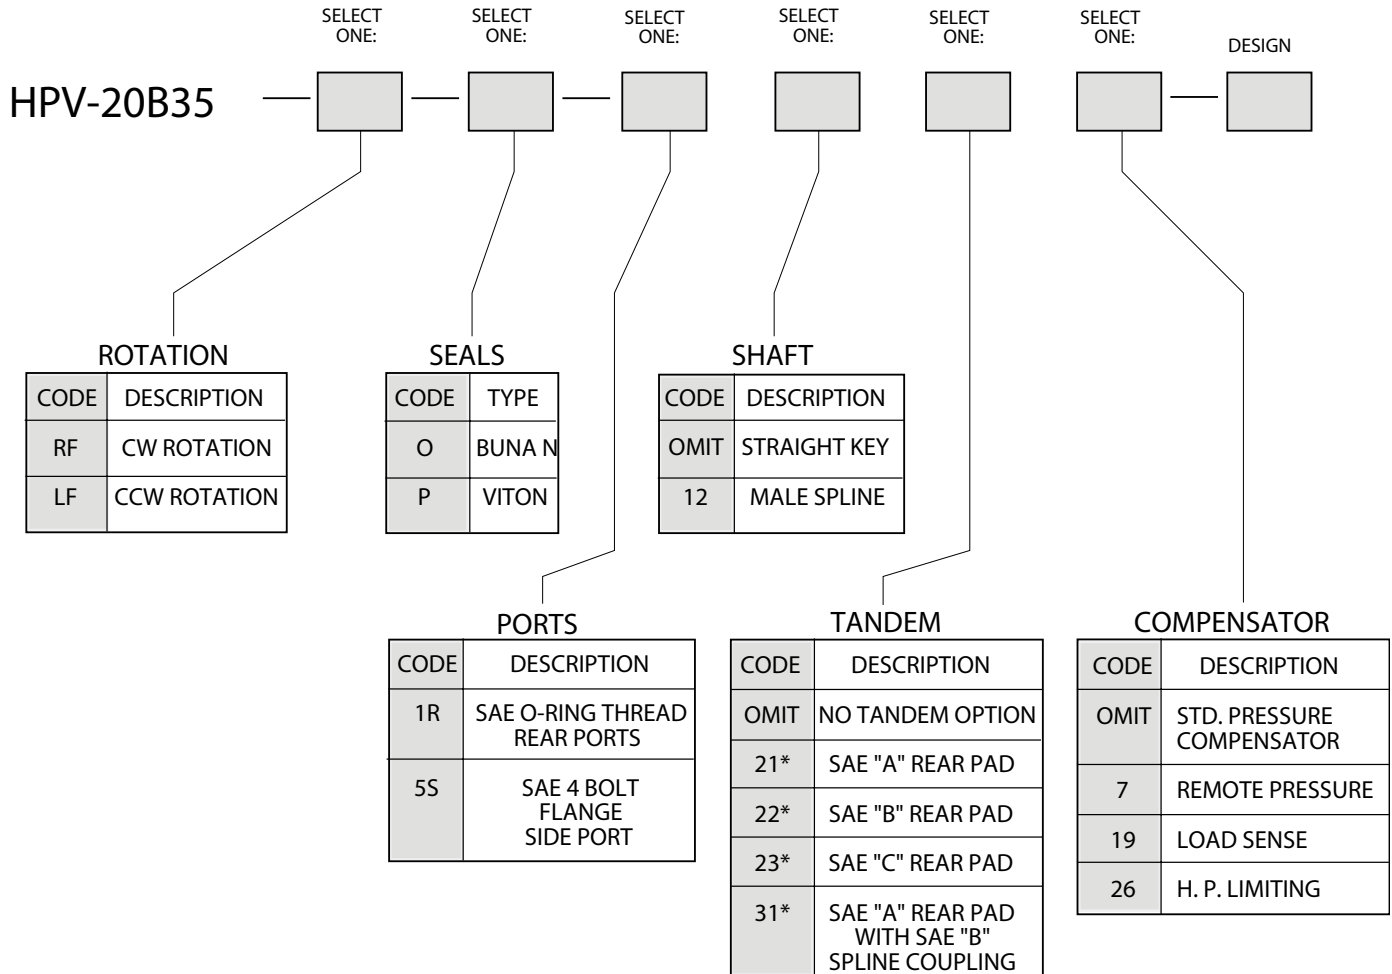 SELECT SELECT SELECT SELECT SELECT SELECT
ONE: ONE: ONE: ONE: ONE: ONE:
DESIGN
HPV-20B35
ROTATION
CODE DESCRIPTION
RF CW ROTATION
LF CCW ROTATION
SEALS
CODE TYPE
O BUNA N
P VITON
SHAFT
CODE DESCRIPTION
OMIT STRAIGHT KEY
12 MALE SPLINE
PORTS
CODE DESCRIPTION
1R SAE O-RING THREAD
REAR PORTS
5S SAE 4 BOLT
FLANGE
SIDE PORT
TANDEM
CODE DESCRIPTION
OMIT NO TANDEM OPTION
21* SAE "A" REAR PAD
22* SAE "B" REAR PAD
23* SAE "C" REAR PAD
31* SAE "A" REAR PAD
WITH SAE "B"
SPLINE COUPLING
COMPENSATOR
CODE DESCRIPTION
OMIT STD. PRESSURE
COMPENSATOR
7 REMOTE PRESSURE
19 LOAD SENSE
26 H. P. LIMITING